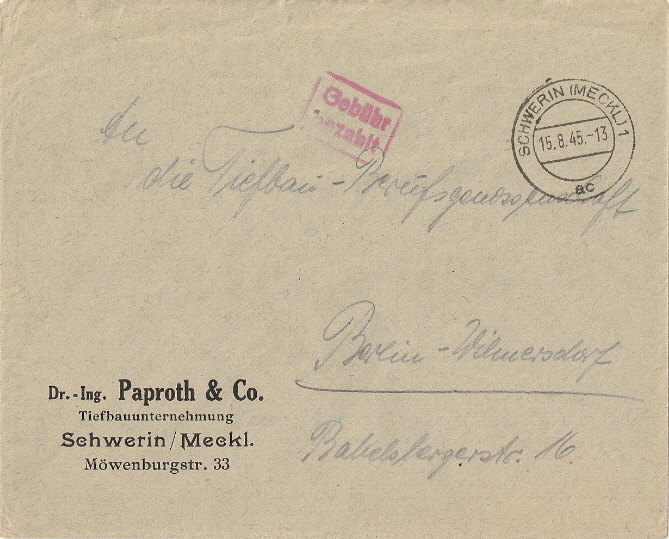 Gebühr
bezahlt
SCHWERIN (MECKL) 1
15.8.45.-13
ac
An
die Tiefbau-Berufsgenossenschaft
Berlin-Wilmersdorf
Babelsbergerstr. 16.
Dr.-Ing. Paproth & Co.
Tiefbauunternehmung
Schwerin/Meckl.
Möwenburgstr. 33